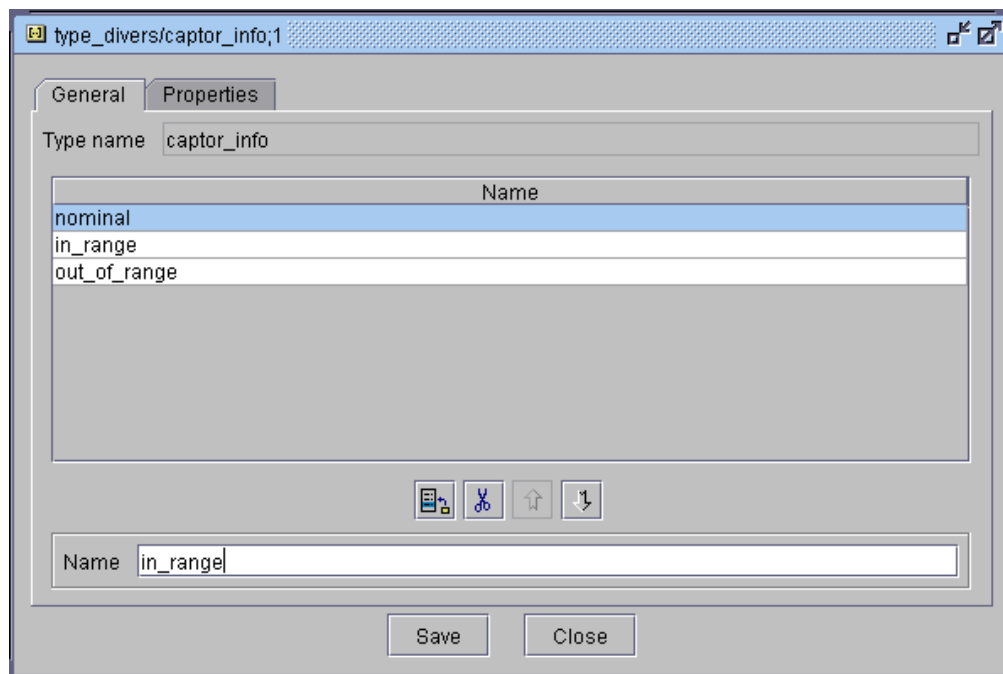 type_divers/captor_info;1
General Properties
Type name captor_info
Name
nominal
in_range
out_of_range
Name in_range
Save Close